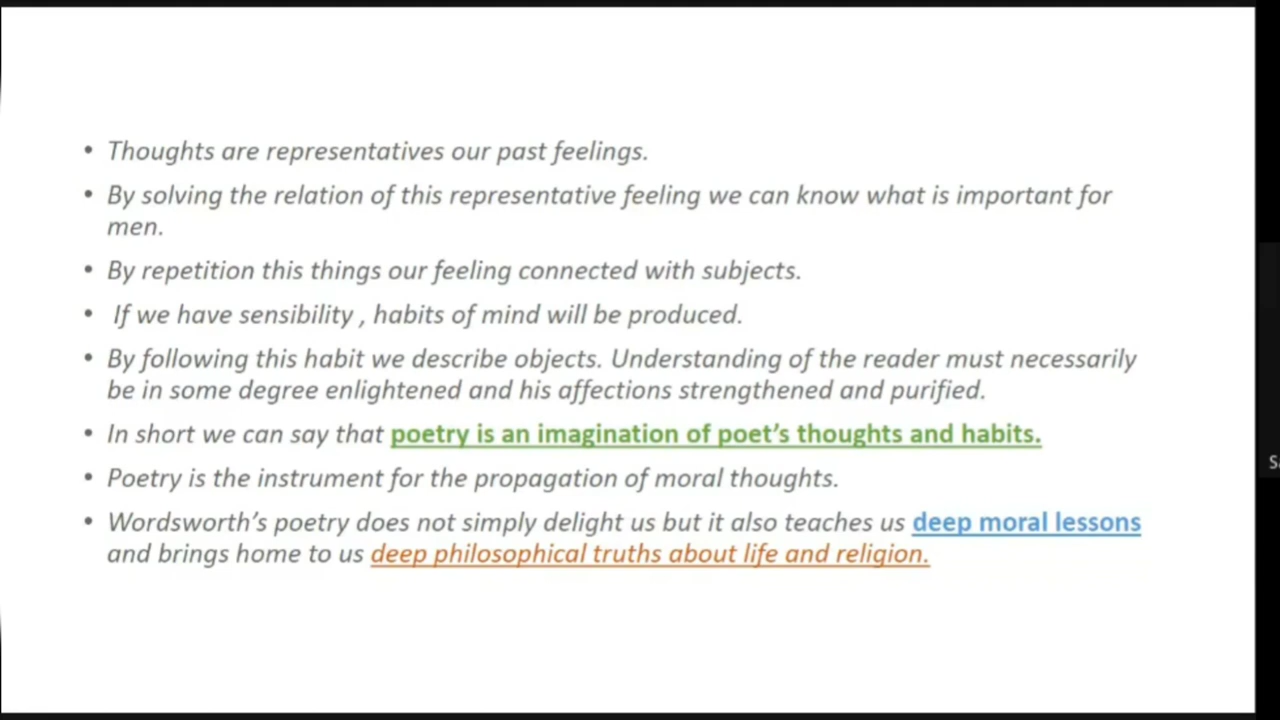 • Thoughts are representatives our past feelings.
• By solving the relation of this representative feeling we can know what is important for
men.
• By repetition this things our feeling connected with subjects.
• If we have sensibility , habits of mind will be produced.
• By following this habit we describe objects. Understanding of the reader must necessarily
be in some degree enlightened and his affections strengthened and purified.
• In short we can say that poetry is an imagination of poet's thoughts and habits.
• Poetry is the instrument for the propagation of moral thoughts.
• Wordsworth's poetry does not simply delight us but it also teaches us deep moral lessons
and brings home to us deep philosophical truths about life and religion.